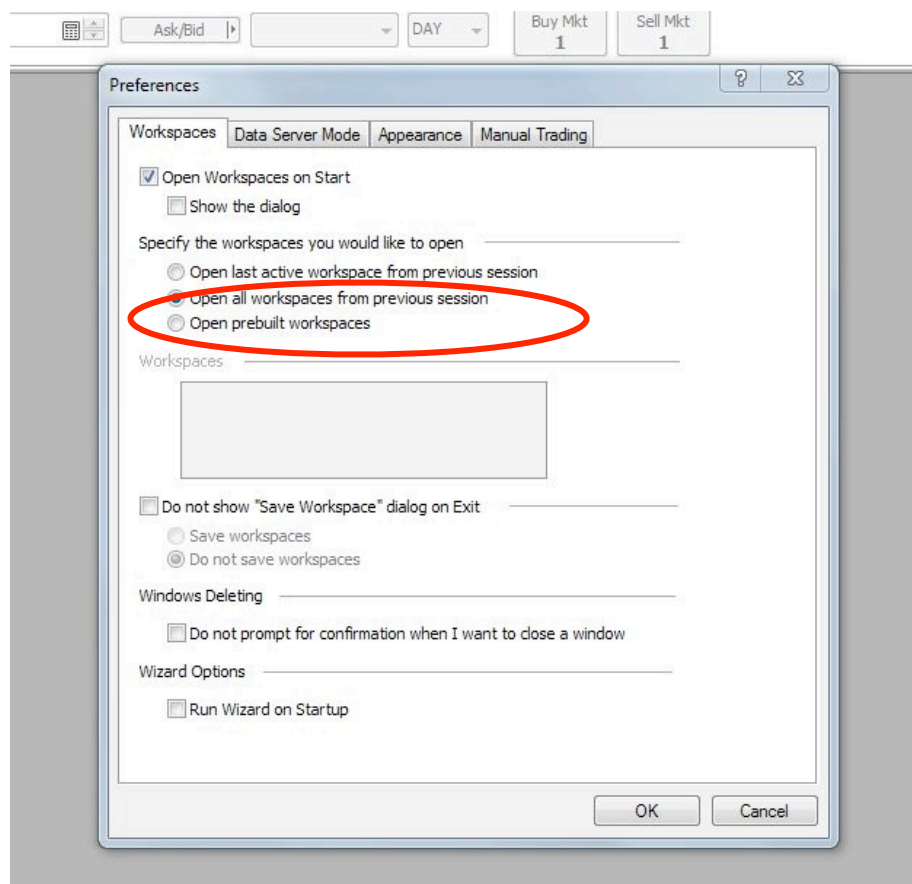 Ask/Bid DAY Buy Mkt Sell Mkt
1 1
Preferences
Workspaces Data Server Mode Appearance Manual Trading
Open Workspaces on Start
Show the dialog
Specify the workspaces you would like to open
Open last active workspace from previous session
Open all workspaces from previous session
Open prebuilt workspaces
Workspaces
Do not show "Save Workspace" dialog on Exit
Save workspaces
Do not save workspaces
Windows Deleting
Do not prompt for confirmation when I want to close a window
Wizard Options
Run Wizard on Startup
OK Cancel